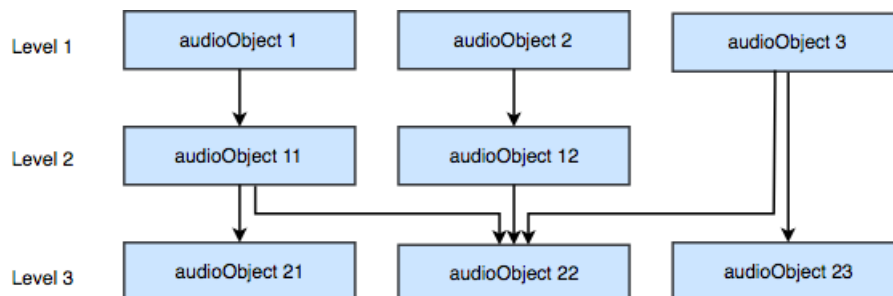 Level 1
audioObject 1
audioObject 2
audioObject 3
Level 2
audioObject 11
audioObject 12
Level 3
audioObject 21
audioObject 22
audioObject 23